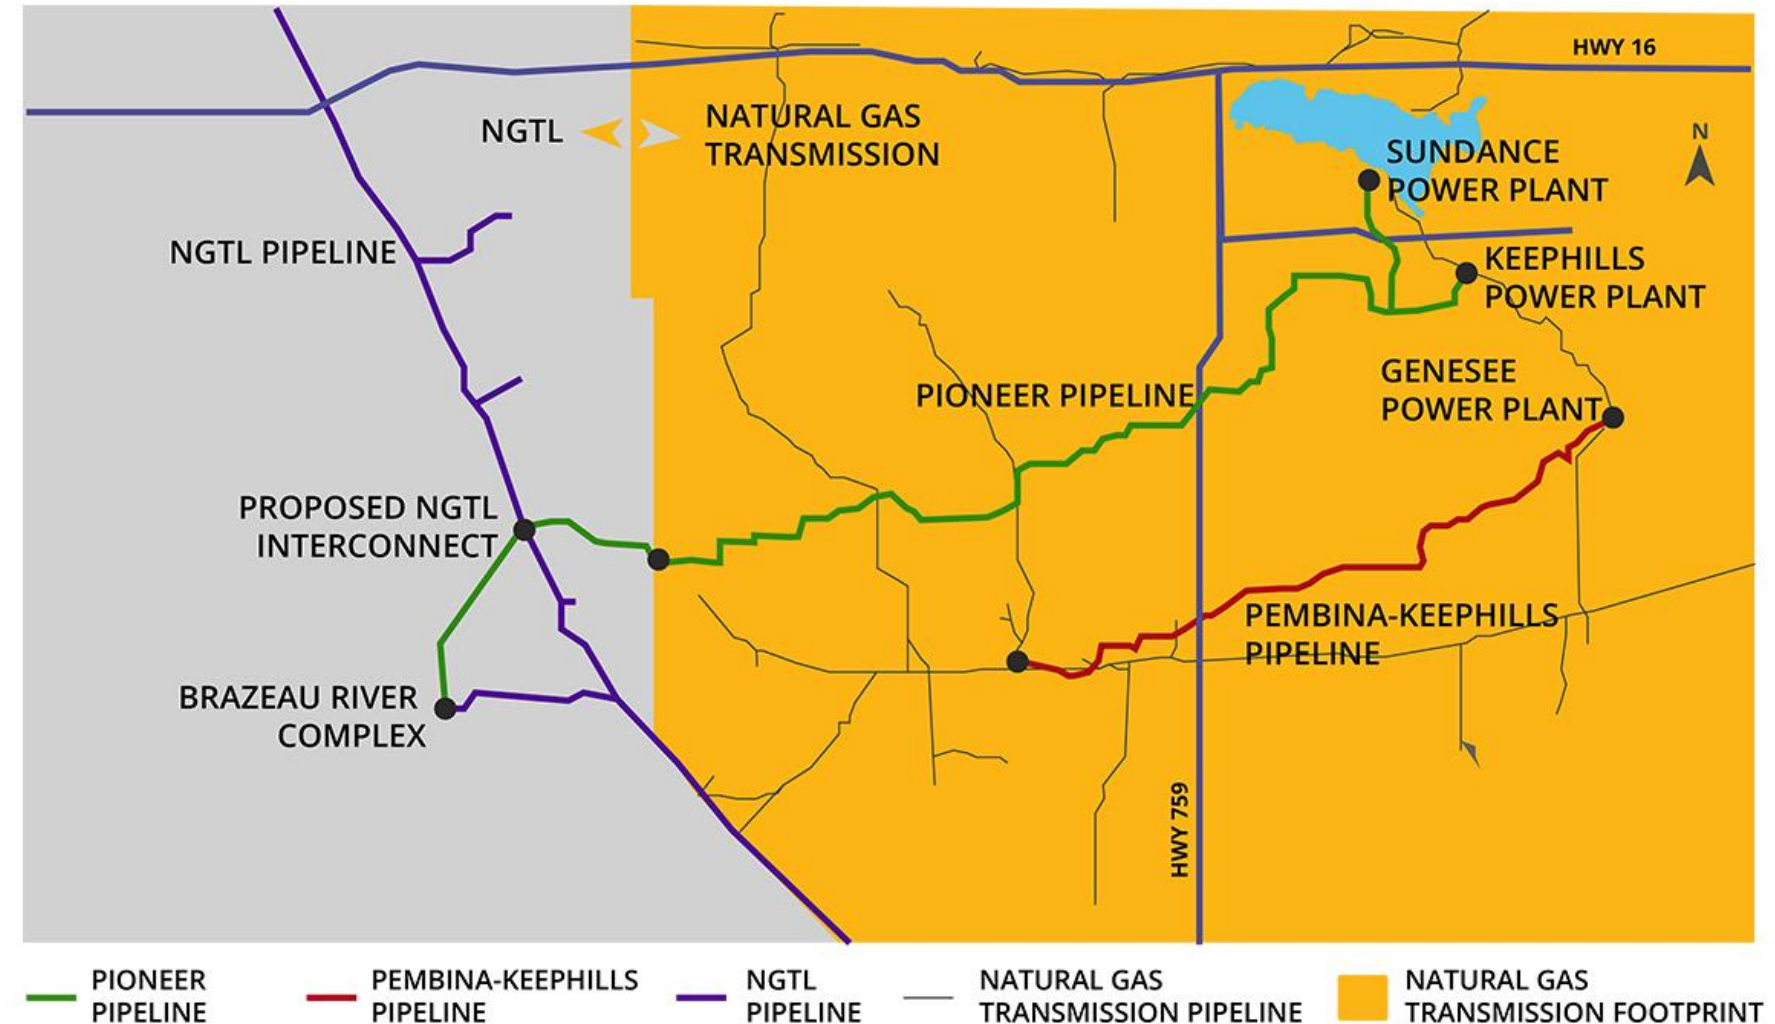 HWY 16
NGTL
NATURAL GAS
TRANSMISSION
N
SUNDANCE
POWER PLANT
NGTL PIPELINE
KEEPHILLS
POWER PLANT
PIONEER PIPELINE
GENESEE
POWER PLANT
PROPOSED NGTL
INTERCONNECT
PEMBINA-KEEPHILLS
PIPELINE
BRAZEAU RIVER
COMPLEX
HWY 759
PIONEER
PIPELINE
PEMBINA-KEEPHILLS
PIPELINE
NGTL
PIPELINE
NATURAL GAS
TRANSMISSION PIPELINE
NATURAL GAS
TRANSMISSION FOOTPRINT